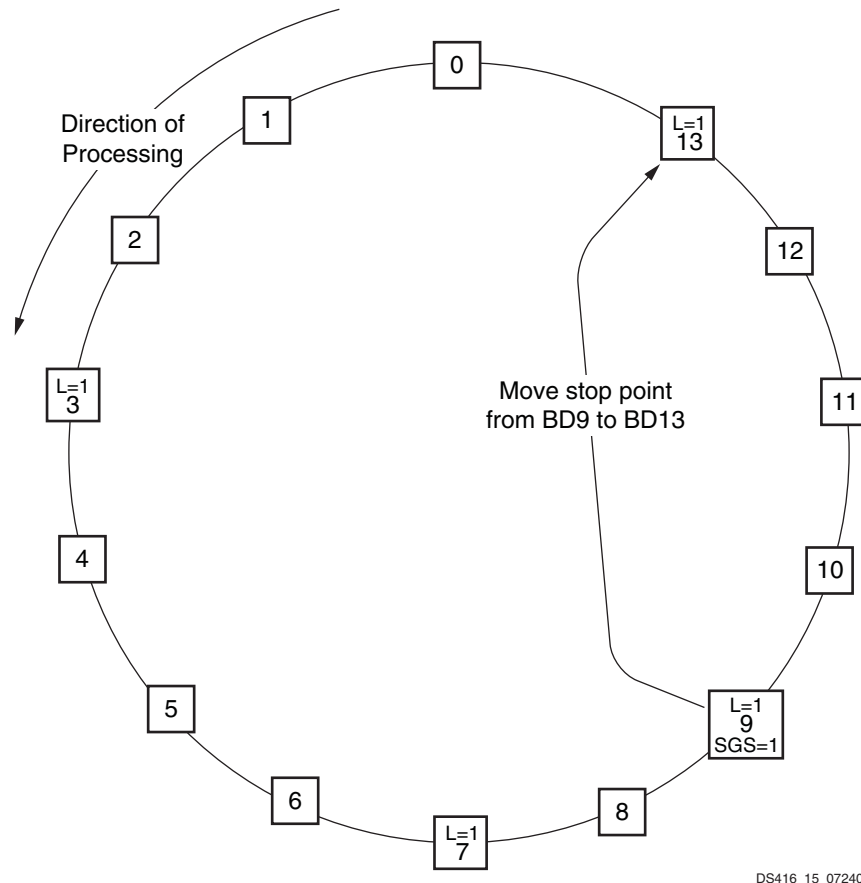 0
1
Direction of
Processing
L=1
13
2
12
L=1
3
Move stop point
from BD9 to BD13
11
4
10
5
L=1
9
SGS=1
6
8
L=1
7
DS416_15_07240